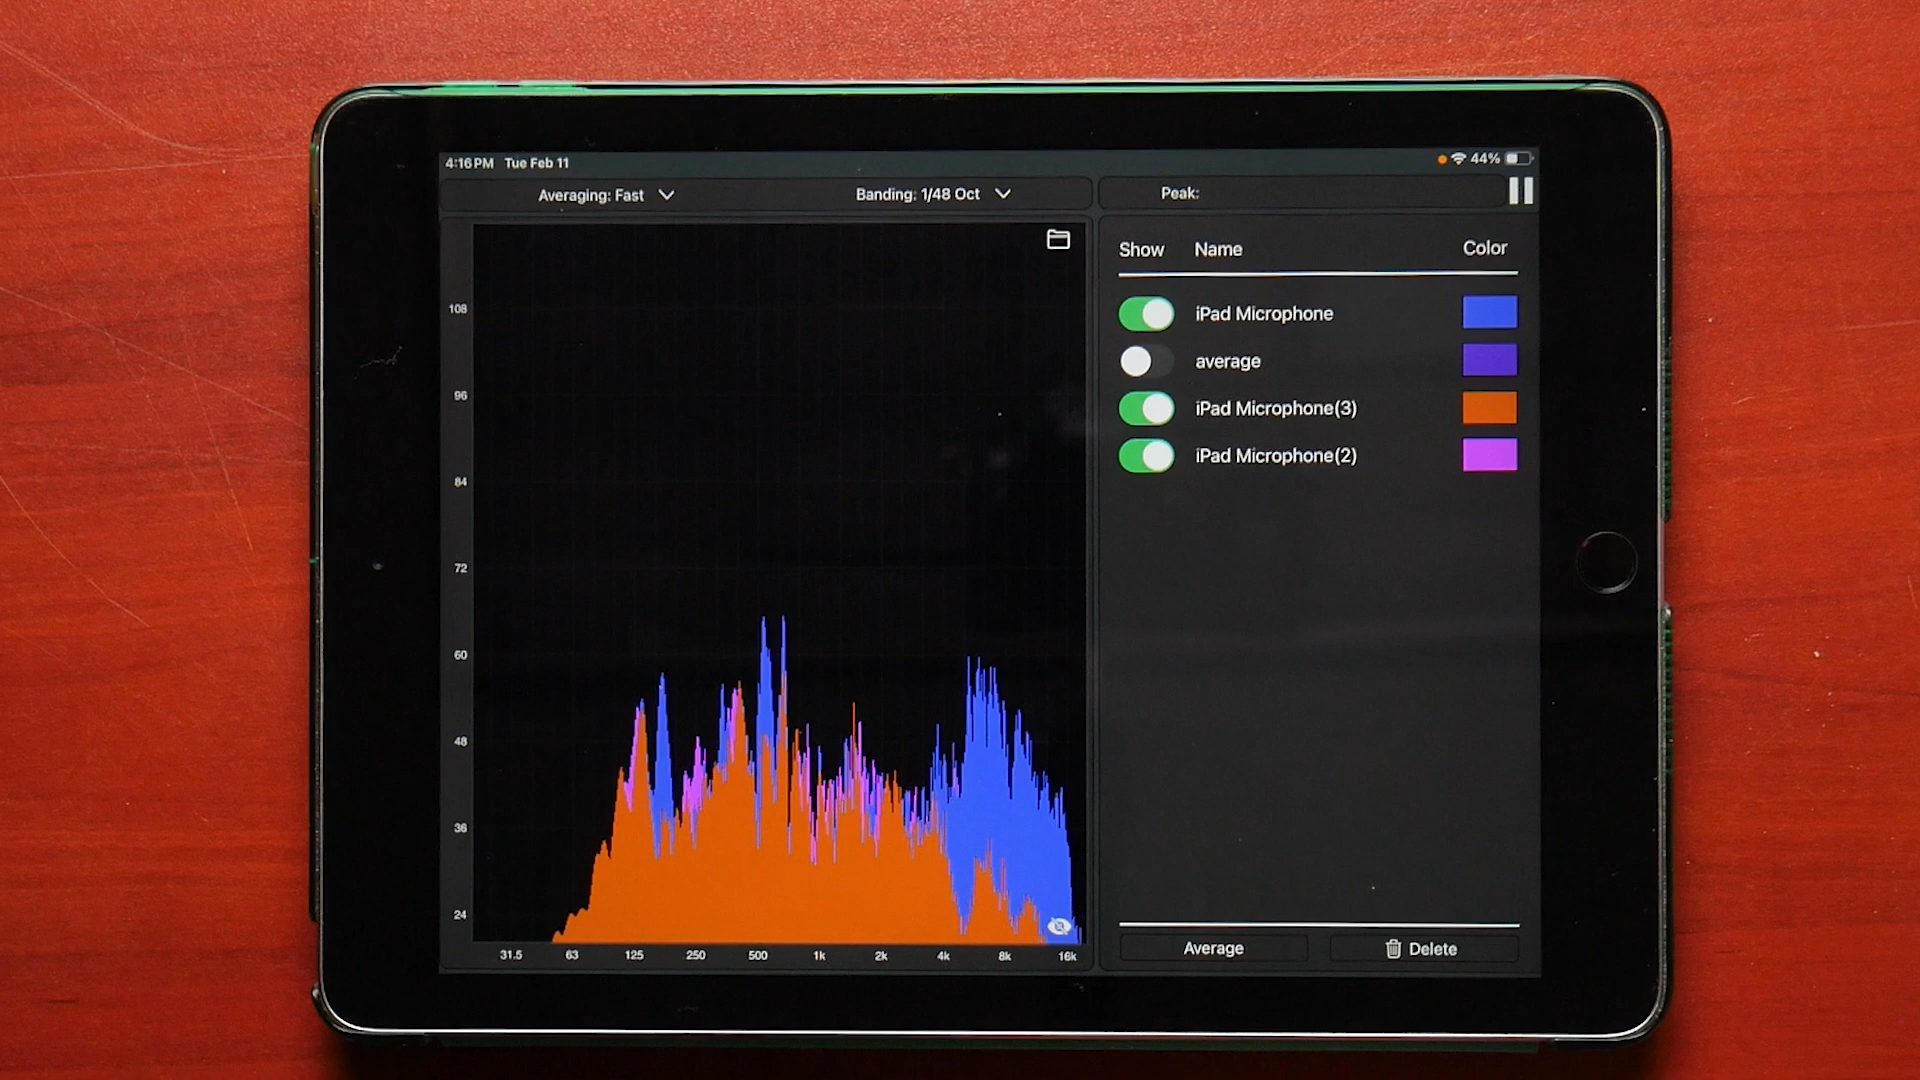 4:16 PM Tue Feb 11
44%
Averaging: Fast
Banding: 1/48 Oct
Peak:
Show Name Color
iPad Microphone
average
iPad Microphone(3)
iPad Microphone(2)
108
96
84
72
60
48
36
24
31.5 63 125 250 500 1k 2k 4k 8k 16k
Average
Delete